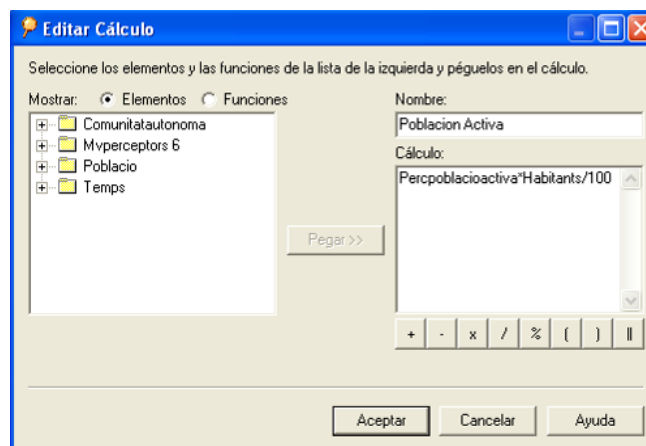 Editar Cálculo
Seleccione los elementos y las funciones de la lista de la izquierda y péguelos en el cálculo.
Mostrar: Elementos Funciones
Comunitatautonoma
Mvperceptors 6
Poblacio
Temps
Pegar >>
Nombre:
Poblacion Activa
Cálculo:
Percpoblacioactiva*Habitants/100
+ - x / % ( ) ||
Aceptar Cancelar Ayuda